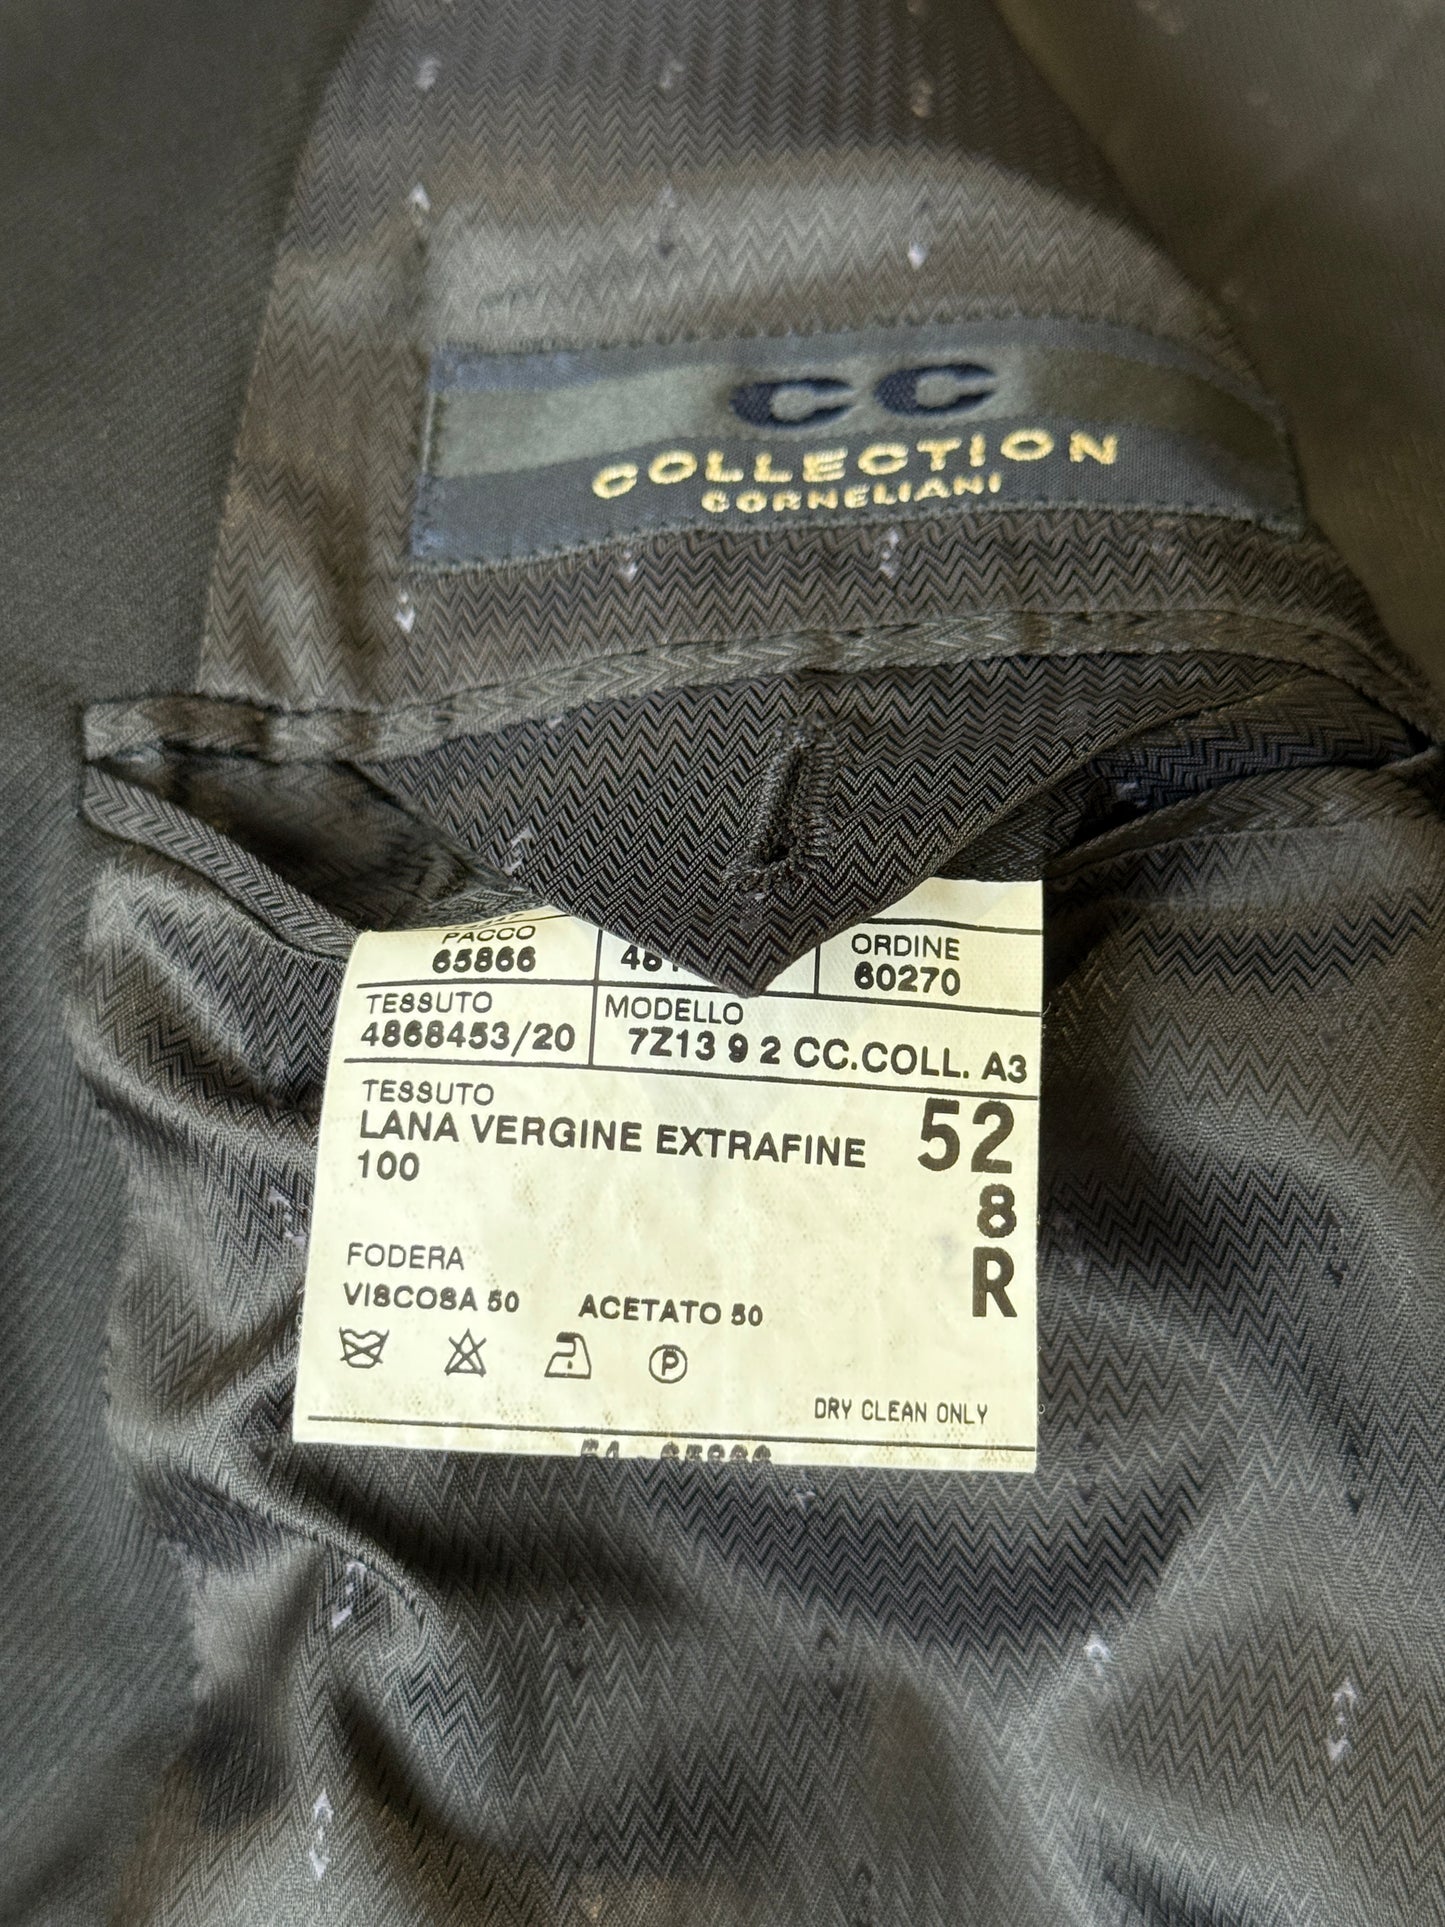 CC
COLLECTION
CORNELIANI
PACCO
65866
ORDINE
60270
TESSUTO
4868453/20
MODELLO
7Z13 9 2 CC.COLL. A3
TESSUTO
LANA VERGINE EXTRAFINE
100
52
8
R
FODERA
VISCOSA 50 ACETATO 50
P
DRY CLEAN ONLY